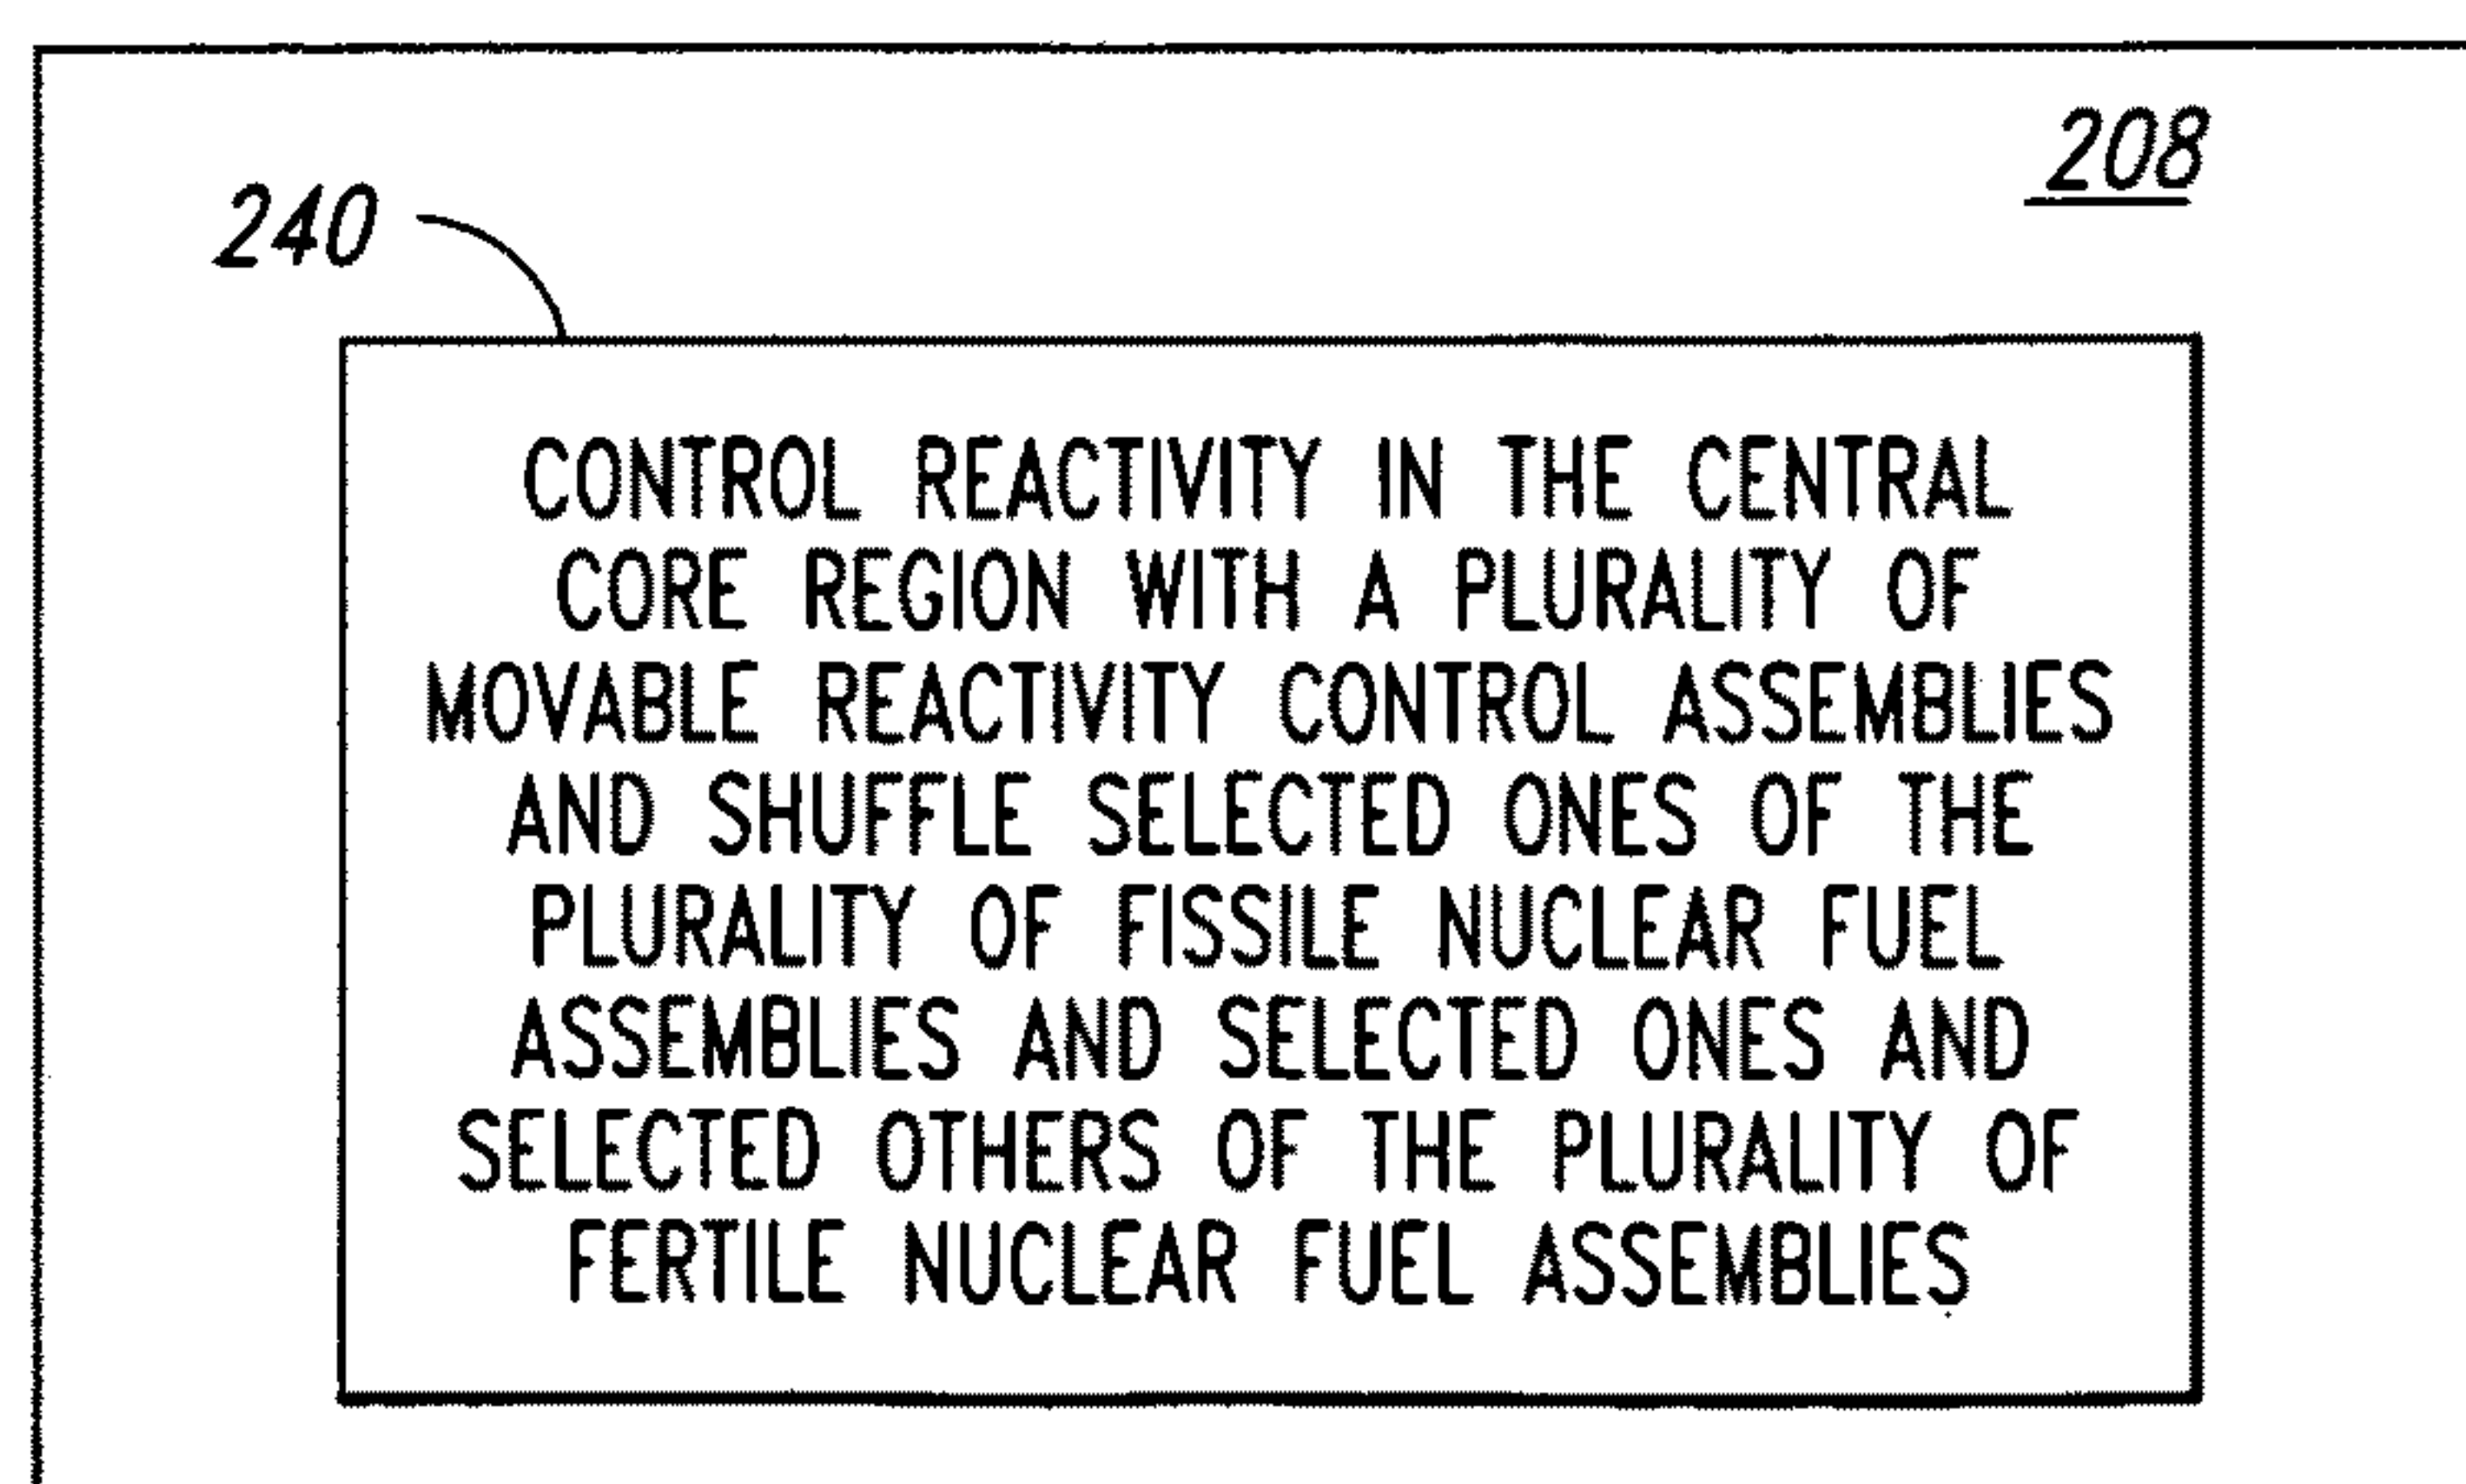 208
240
CONTROL REACTIVITY IN THE CENTRAL
CORE REGION WITH A PLURALITY OF
MOVABLE REACTIVITY CONTROL ASSEMBLIES
AND SHUFFLE SELECTED ONES OF THE
PLURALITY OF FISSILE NUCLEAR FUEL
ASSEMBLIES AND SELECTED ONES AND
SELECTED OTHERS OF THE PLURALITY OF
FERTILE NUCLEAR FUEL ASSEMBLIES